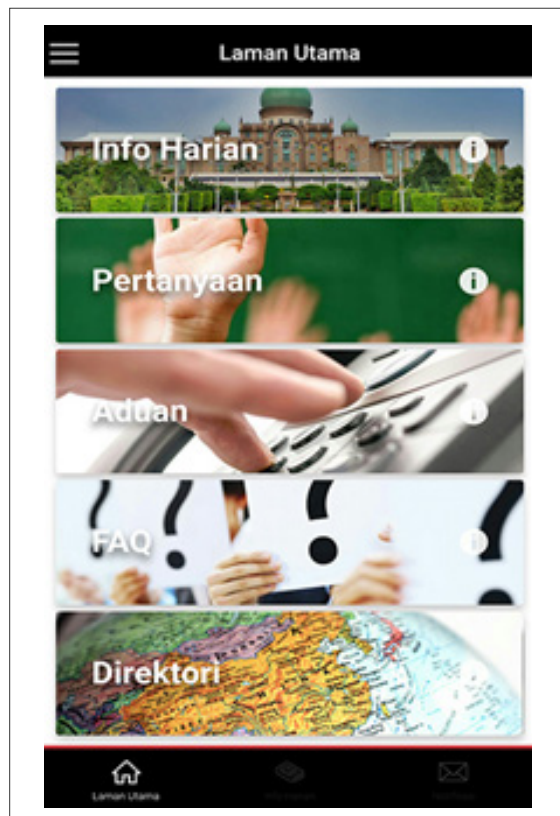 Laman Utama
Info Harian
Pertanyaan
Aduan
FAQ
Direktori
Laman Utama